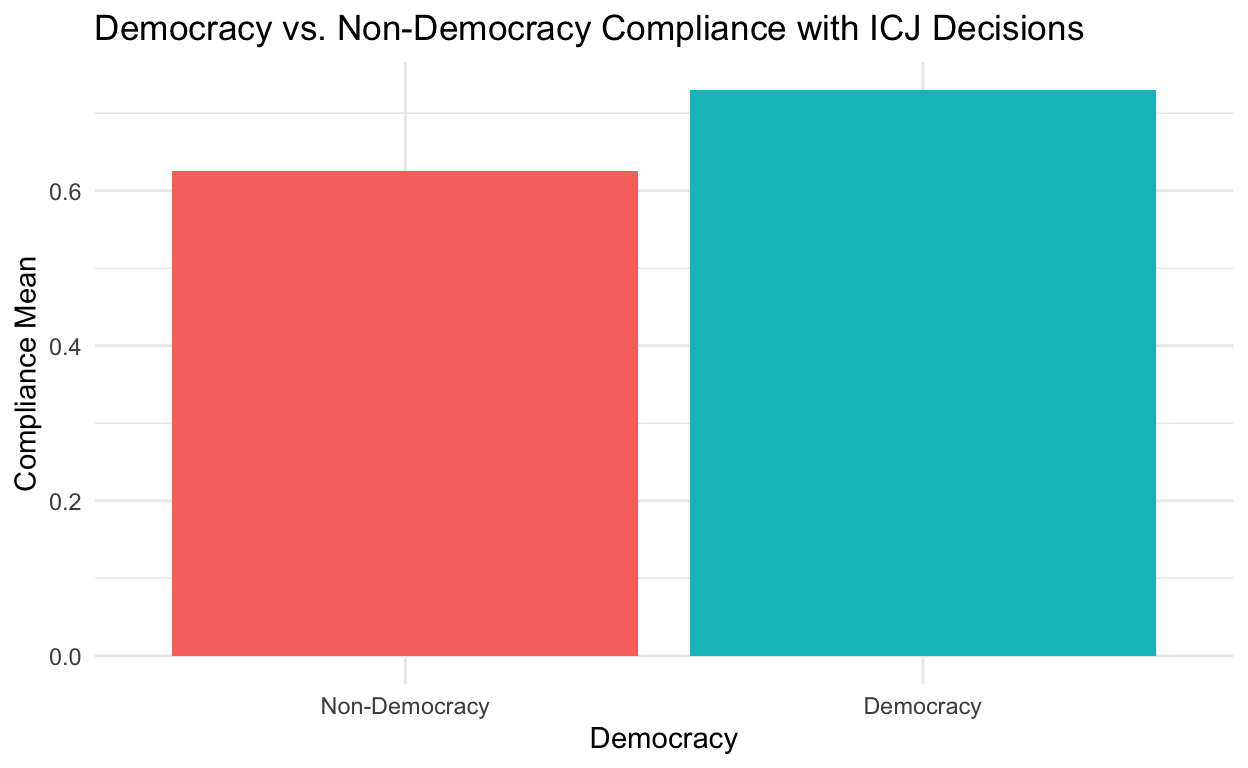 Democracy vs. Non-Democracy Compliance with ICJ Decisions
Compliance Mean
0.6
0.4
0.2
0.0
Non-Democracy
Democracy
Democracy